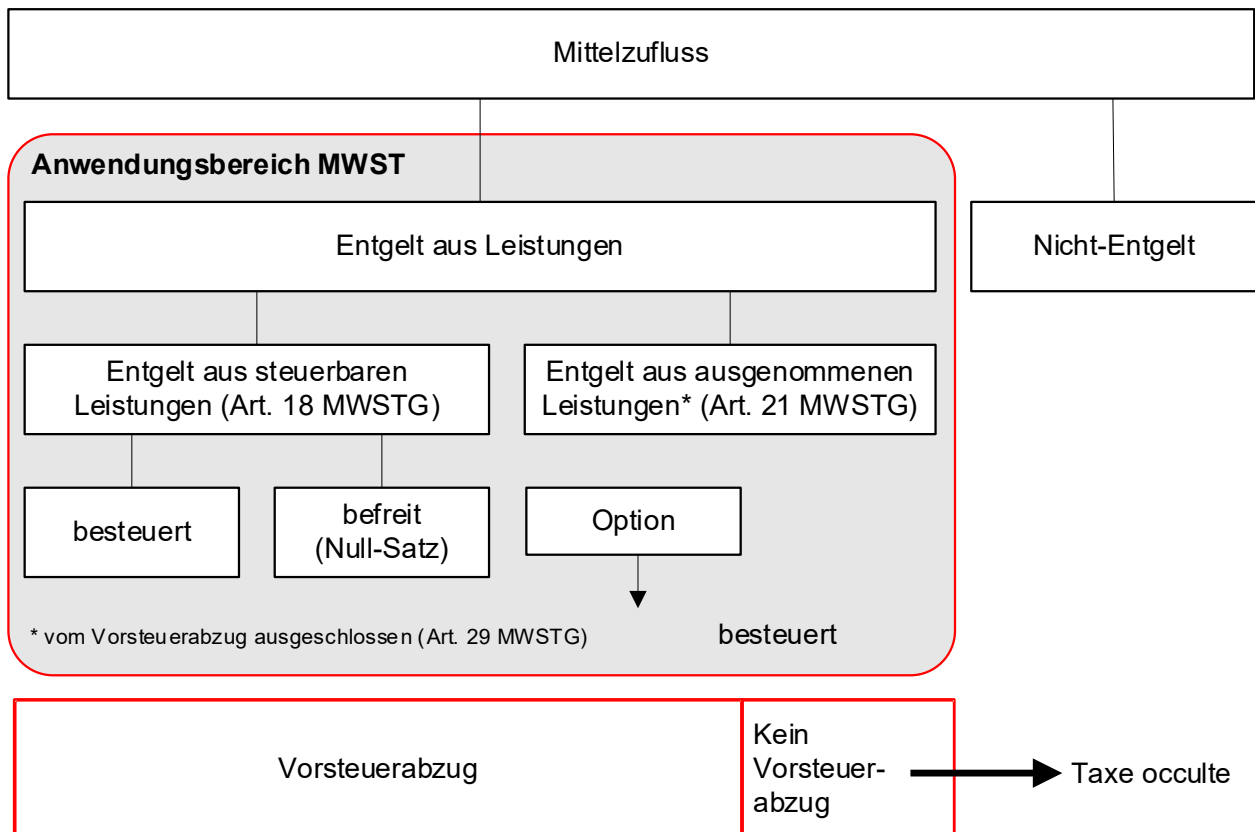 Mittelzufluss
Anwendungsbereich MWST
Entgelt aus Leistungen
Nicht-Entgelt
Entgelt aus steuerbaren
Leistungen (Art. 18 MWSTG)
Entgelt aus ausgenommenen
Leistungen* (Art. 21 MWSTG)
besteuert
befreit
(Null-Satz)
Option
* vom Vorsteuerabzug ausgeschlossen (Art. 29 MWSTG)
besteuert
Vorsteuerabzug
Kein
Vorsteuer-
abzug
Taxe occulte